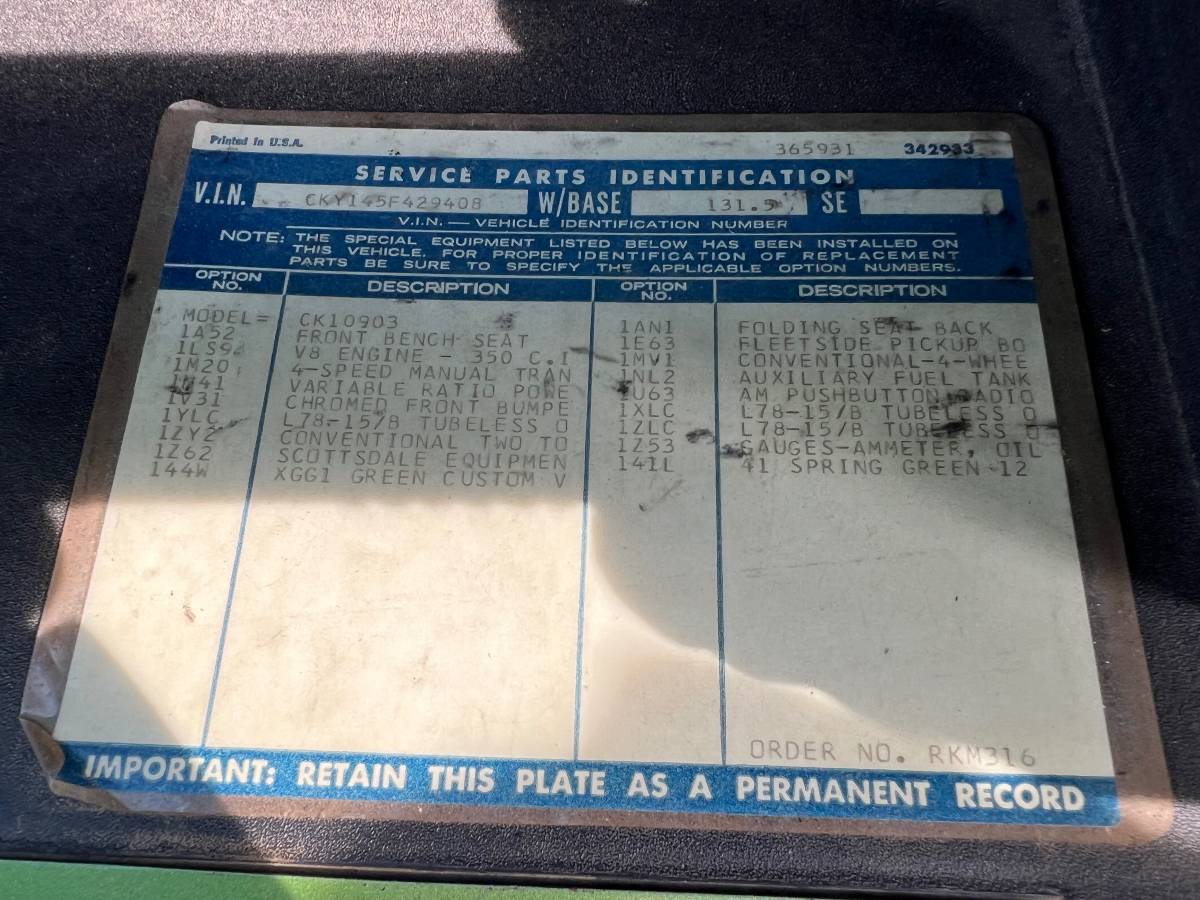 Printed in U.S.A. 365931 342933
SERVICE PARTS IDENTIFICATION
V.I.N. CKY145F429408 W/BASE 131.5 SE
V.I.N. — VEHICLE IDENTIFICATION NUMBER
NOTE: THE SPECIAL EQUIPMENT LISTED BELOW HAS BEEN INSTALLED ON
THIS VEHICLE. FOR PROPER IDENTIFICATION OF REPLACEMENT
PARTS BE SURE TO SPECIFY THE APPLICABLE OPTION NUMBERS.
OPTION NO. DESCRIPTION OPTION NO. DESCRIPTION
MODEL= CK10903
1A52 FRONT BENCH SEAT 1AN1 FOLDING SEAT BACK
1LS9 V8 ENGINE - 350 C.I 1E63 FLEETSIDE PICKUP BO
1M20 4-SPEED MANUAL TRAN 1MV1 CONVENTIONAL-4-WHEE
1N41 VARIABLE RATIO POWE 1NL2 AUXILIARY FUEL TANK
1V31 CHROMED FRONT BUMPE 1U63 AM PUSHBUTTON RADIO
1YLC L78-15/B TUBELESS O 1XLC L78-15/B TUBELESS O
1ZY2 CONVENTIONAL TWO TO 1ZLC L78-15/B TUBELESS O
1Z62 SCOTTSDALE EQUIPMEN 1Z53 GAUGES-AMMETER, OIL
144W XGG1 GREEN CUSTOM V 141L 41 SPRING GREEN 12
ORDER NO. RKM316
IMPORTANT: RETAIN THIS PLATE AS A PERMANENT RECORD